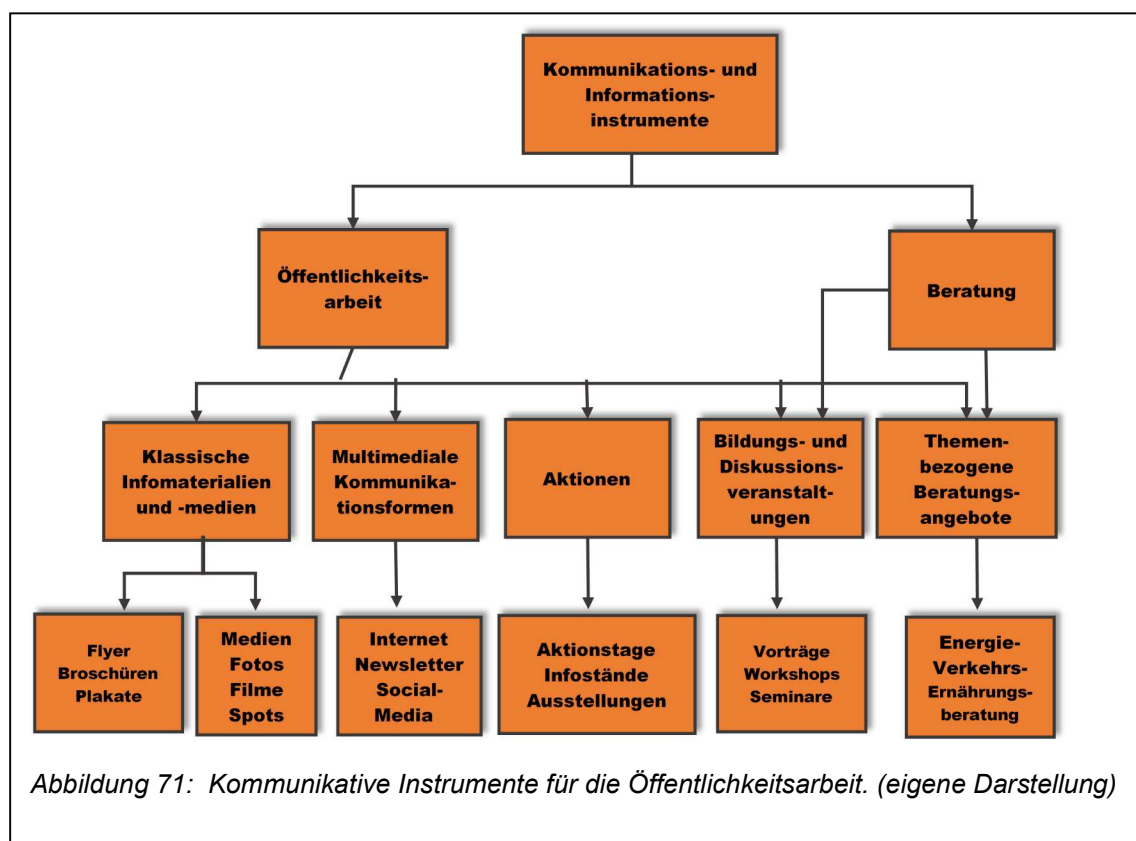 Kommunikations- und
Informations-
instrumente
Öffentlichkeits-
arbeit
Beratung
Klassische
Infomaterialien
und -medien
Multimediale
Kommunika-
tionsformen
Aktionen
Bildungs- und
Diskussions-
veranstalt-
ungen
Themen-
bezogene
Beratungs-
angebote
Flyer
Broschüren
Plakate
Medien
Fotos
Filme
Spots
Internet
Newsletter
Social-
Media
Aktionstage
Infostände
Ausstellungen
Vorträge
Workshops
Seminare
Energie-
Verkehrs-
Ernährungs-
beratung
Abbildung 71: Kommunikative Instrumente für die Öffentlichkeitsarbeit. (eigene Darstellung)